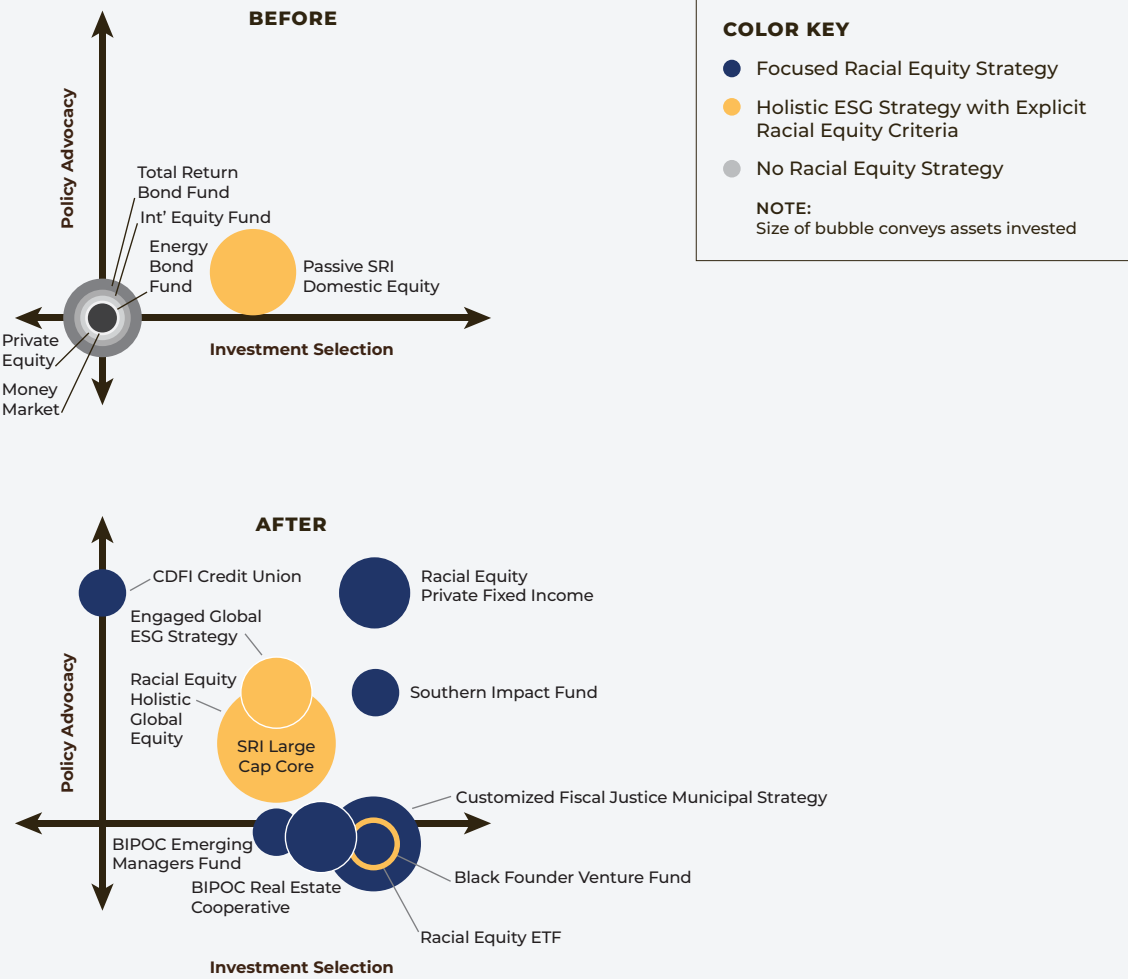 BEFORE
Policy Advocacy
Total Return
Bond Fund
Int’ Equity Fund
Energy
Bond
Fund
Passive SRI
Domestic Equity
Private
Equity
Money
Market
Investment Selection
COLOR KEY
Focused Racial Equity Strategy
Holistic ESG Strategy with Explicit
Racial Equity Criteria
No Racial Equity Strategy
NOTE:
Size of bubble conveys assets invested
AFTER
Policy Advocacy
CDFI Credit Union
Racial Equity
Private Fixed Income
Engaged Global
ESG Strategy
Racial Equity
Holistic
Global
Equity
Southern Impact Fund
SRI Large
Cap Core
Customized Fiscal Justice Municipal Strategy
BIPOC Emerging
Managers Fund
BIPOC Real Estate
Cooperative
Black Founder Venture Fund
Racial Equity ETF
Investment Selection